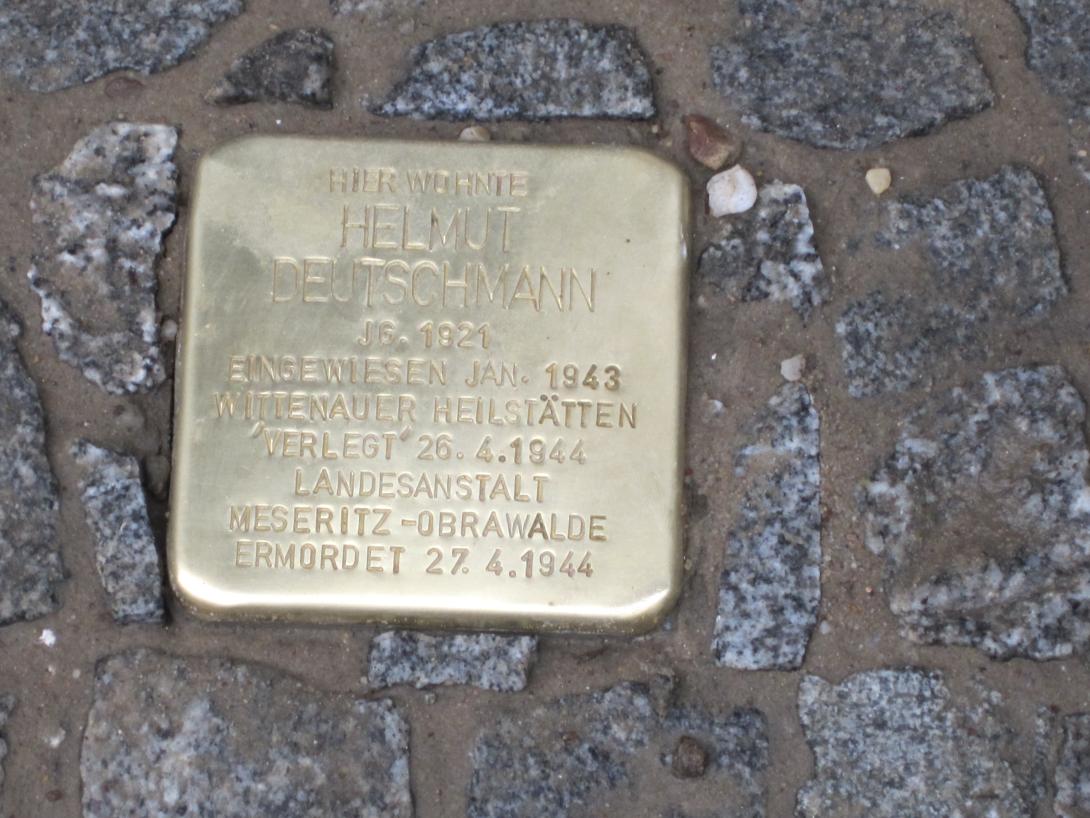 HIER WOHNTE
HELMUT
DEUTSCHMANN
JG. 1921
EINGEWIESEN JAN. 1943
WITTENAUER HEILSTÄTTEN
'VERLEGT' 26.4.1944
LANDESANSTALT
MESERITZ-OBRAWALDE
ERMORDET 27.4.1944